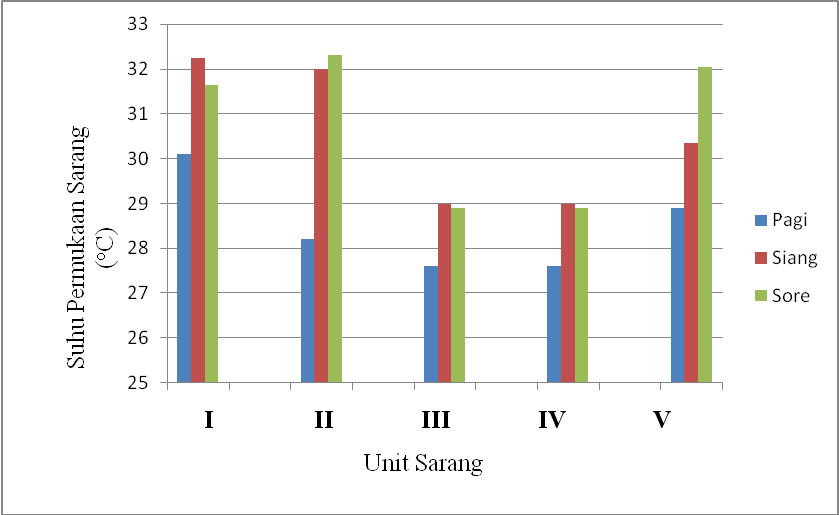 33
32
31
30
29
28
27
26
25
Suhu Permukaan Sarang
(°C)
I II III IV V
Unit Sarang
Pagi
Siang
Sore